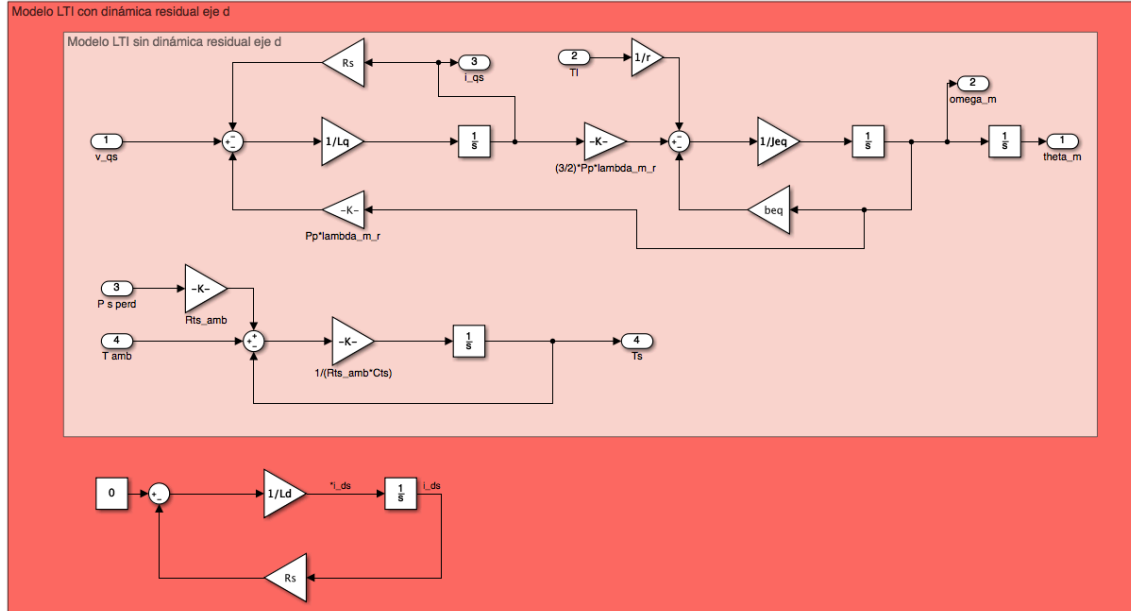 Modelo LTI con dinámica residual eje d
Modelo LTI sin dinámica residual eje d
Rs
3
i_qs
2
Tl
1/r
2
omega_m
1
v_qs
+
−
−
1/Lq
1
s
-K-
(3/2)*Pp*lambda_m_r
+
−
−
1/Jeq
1
s
1
s
1
theta_m
-K-
Pp*lambda_m_r
beq
3
P s perd
-K-
Rts_amb
4
T amb
+
+
−
-K-
1/(Rts_amb*Cts)
1
s
4
Ts
0
+
−
1/Ld
*i_ds
1
s
i_ds
Rs